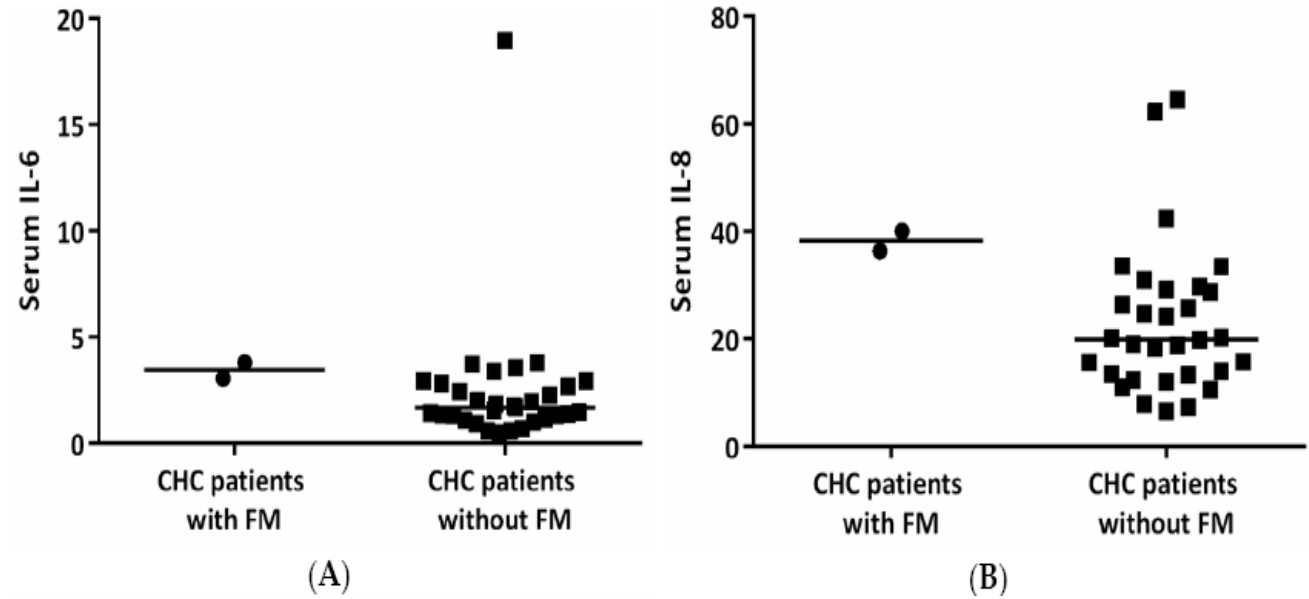 Serum IL-6
20
15
10
5
0
CHC patients
with FM
CHC patients
without FM
(A)
Serum IL-8
80
60
40
20
0
CHC patients
with FM
CHC patients
without FM
(B)